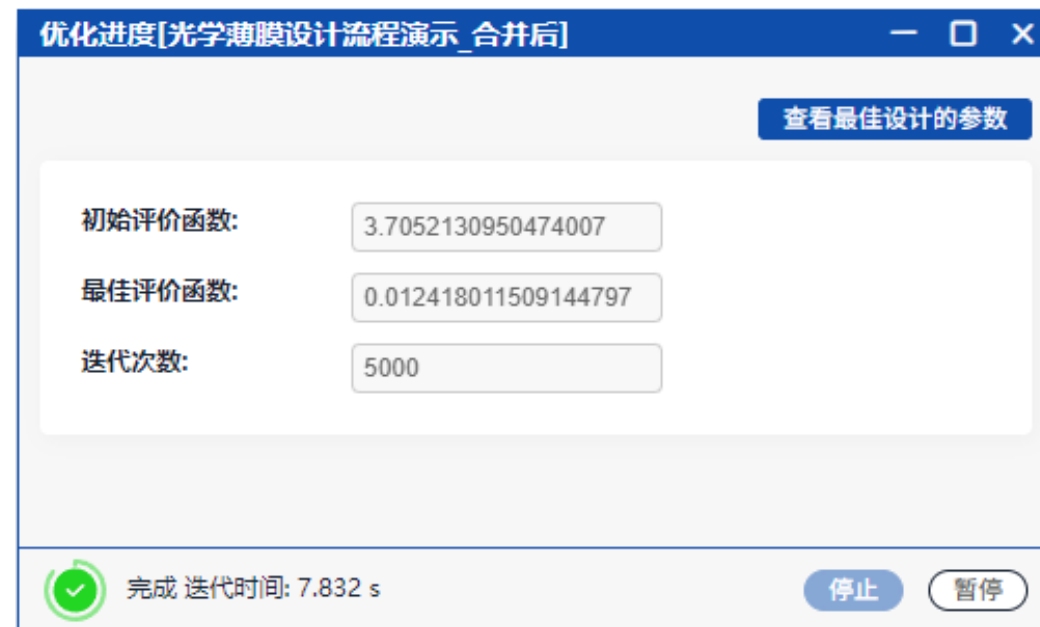 优化进度[光学薄膜设计流程演示_合并后]
查看最佳设计的参数
初始评价函数: 3.7052130950474007
最佳评价函数: 0.012418011509144797
迭代次数: 5000
完成 迭代时间: 7.832 s 停止 暂停